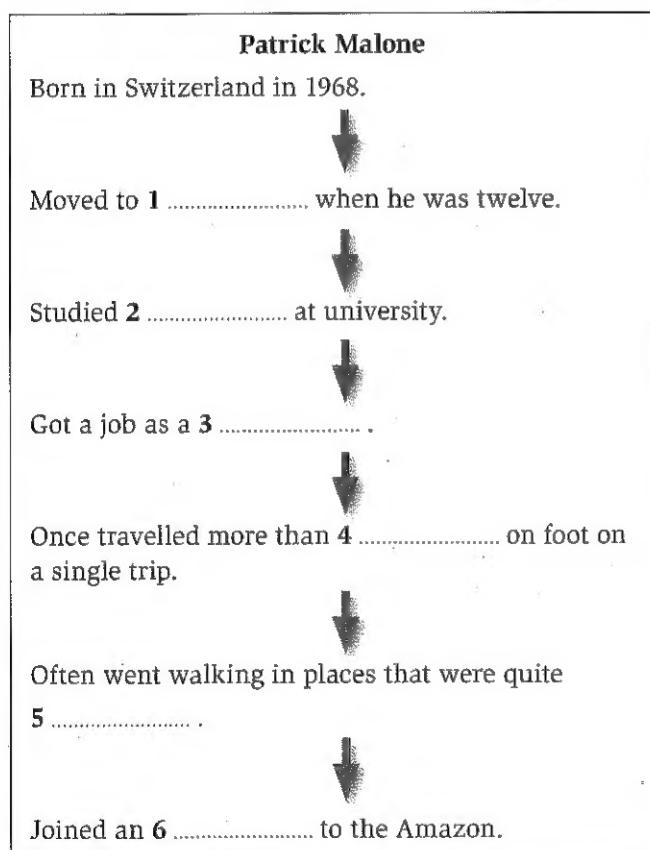 Patrick Malone
Born in Switzerland in 1968.
Moved to 1 ........................ when he was twelve.
Studied 2 ........................ at university.
Got a job as a 3 ........................ .
Once travelled more than 4 ........................ on foot on
a single trip.
Often went walking in places that were quite
5 ........................ .
Joined an 6 ........................ to the Amazon.